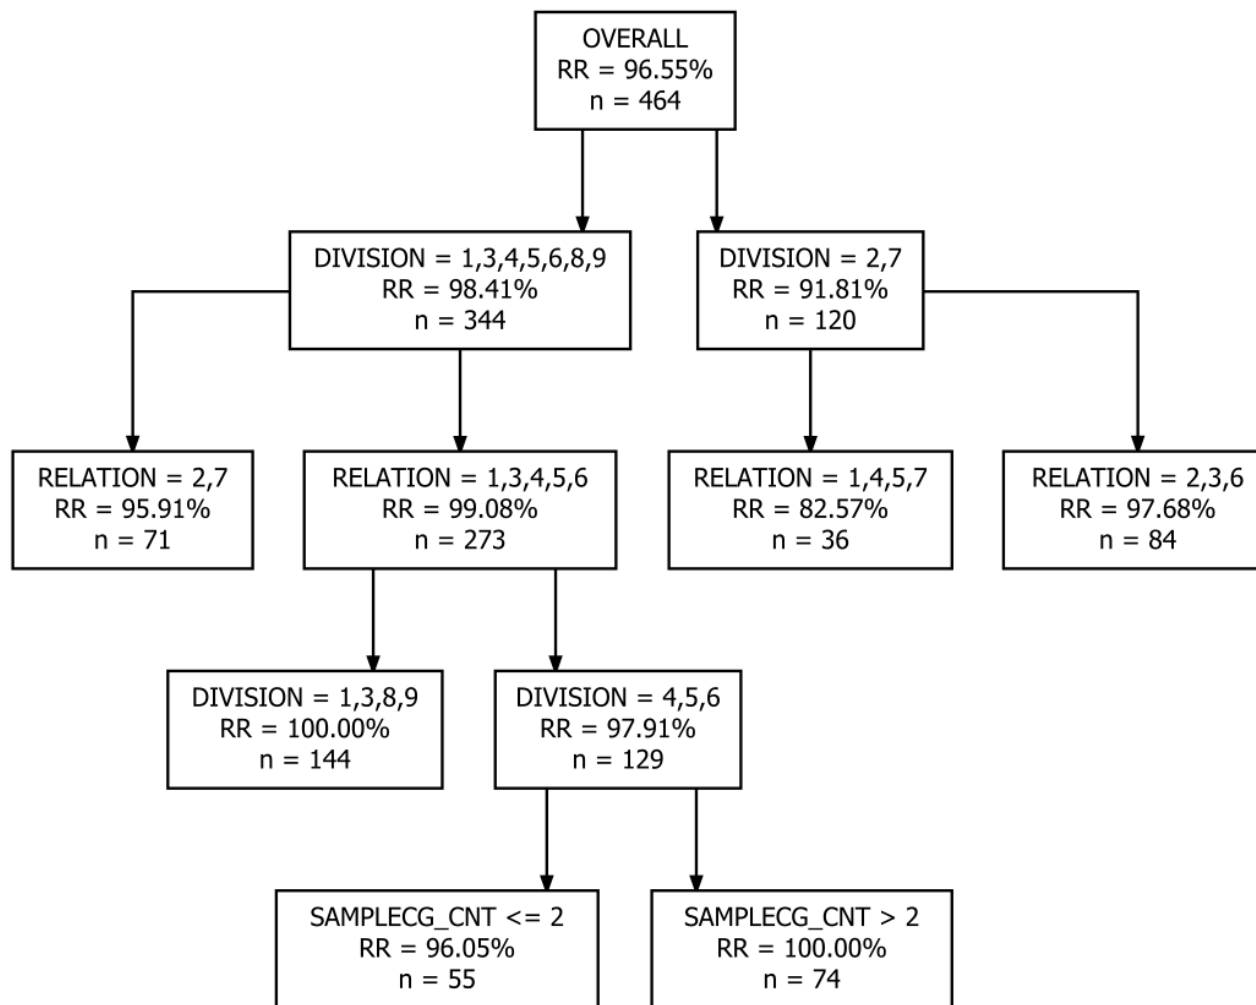 OVERALL
RR = 96.55%
n = 464
DIVISION = 1,3,4,5,6,8,9
RR = 98.41%
n = 344
DIVISION = 2,7
RR = 91.81%
n = 120
RELATION = 2,7
RR = 95.91%
n = 71
RELATION = 1,3,4,5,6
RR = 99.08%
n = 273
RELATION = 1,4,5,7
RR = 82.57%
n = 36
RELATION = 2,3,6
RR = 97.68%
n = 84
DIVISION = 1,3,8,9
RR = 100.00%
n = 144
DIVISION = 4,5,6
RR = 97.91%
n = 129
SAMPLECG_CNT <= 2
RR = 96.05%
n = 55
SAMPLECG_CNT > 2
RR = 100.00%
n = 74